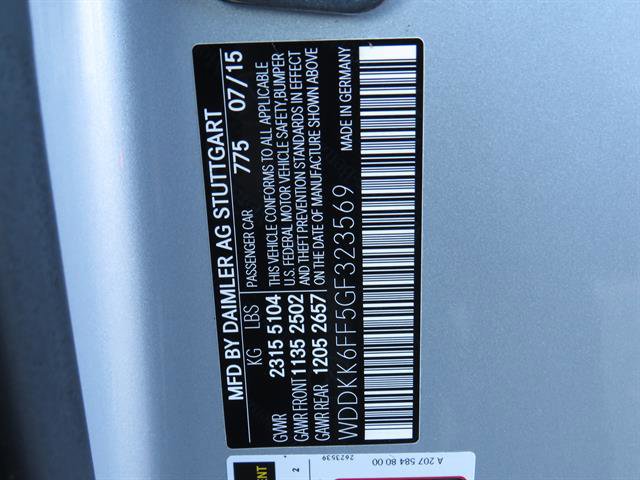 MFD BY DAIMLER AG STUTTGART
KG LBS PASSENGER CAR 775 07/15
GVWR 2315 5104 THIS VEHICLE CONFORMS TO ALL APPLICABLE
GAWR FRONT 1135 2502 U.S. FEDERAL MOTOR VEHICLE SAFETY,BUMPER
AND THEFT PREVENTION STANDARDS IN EFFECT
GAWR REAR 1205 2657 ON THE DATE OF MANUFACTURE SHOWN ABOVE
WDDKK6FF5GF323569 MADE IN GERMANY
2
2623539
A 207 584 80 00